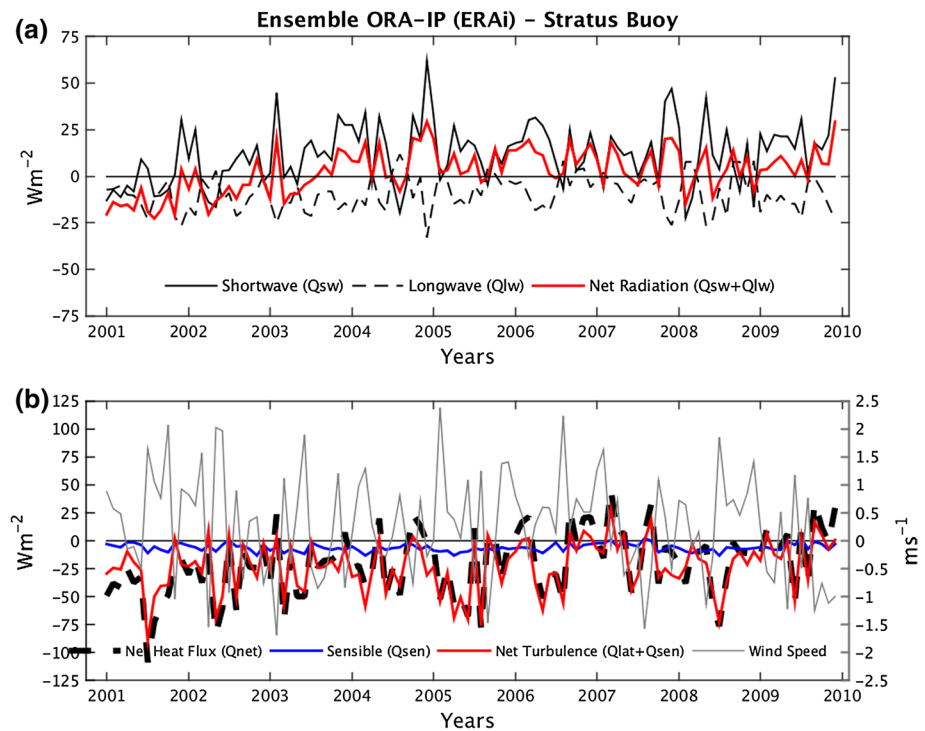 Ensemble ORA−IP (ERAi) − Stratus Buoy
(a)
75
50
25
0
−25
−50
−75
Wm−2
Shortwave (Qsw) Longwave (Qlw) Net Radiation (Qsw+Qlw)
2001 2002 2003 2004 2005 2006 2007 2008 2009 2010
Years
(b)
125
100
75
50
25
0
−25
−50
−75
−100
−125
Wm−2
2.5
2
1.5
1
0.5
0
−0.5
−1
−1.5
−2
−2.5
ms−1
Net Heat Flux (Qnet) Sensible (Qsen) Net Turbulence (Qlat+Qsen) Wind Speed
2001 2002 2003 2004 2005 2006 2007 2008 2009 2010
Years